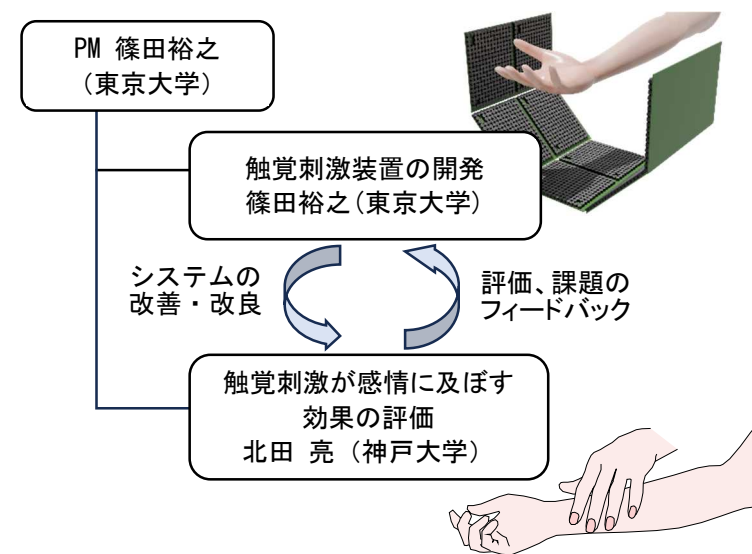 PM 篠田裕之
(東京大学)
触覚刺激装置の開発
篠田裕之(東京大学)
システムの
改善・改良
評価、課題の
フィードバック
触覚刺激が感情に及ぼす
効果の評価
北田 亮 (神戸大学)